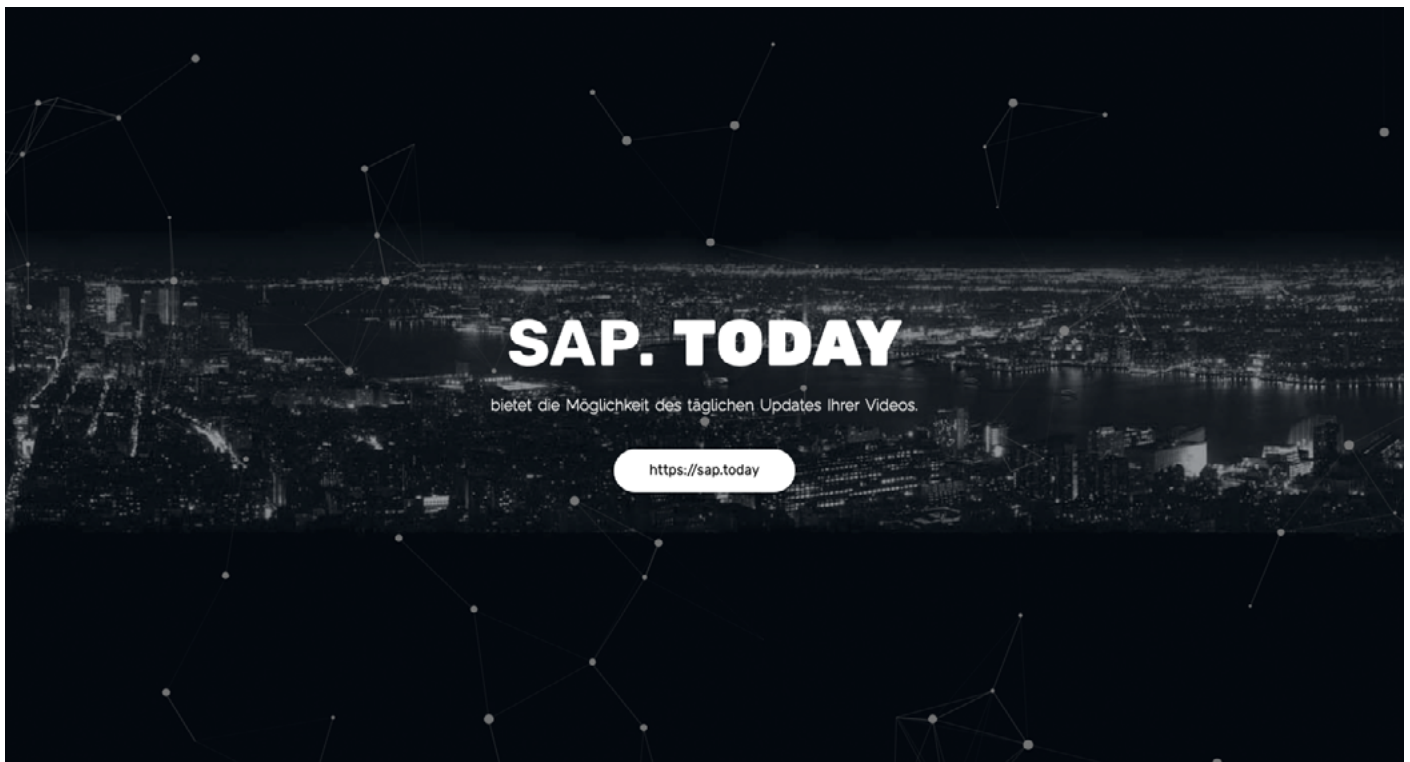 SAP. TODAY
bietet die Möglichkeit des täglichen Updates Ihrer Videos.
https://sap.today